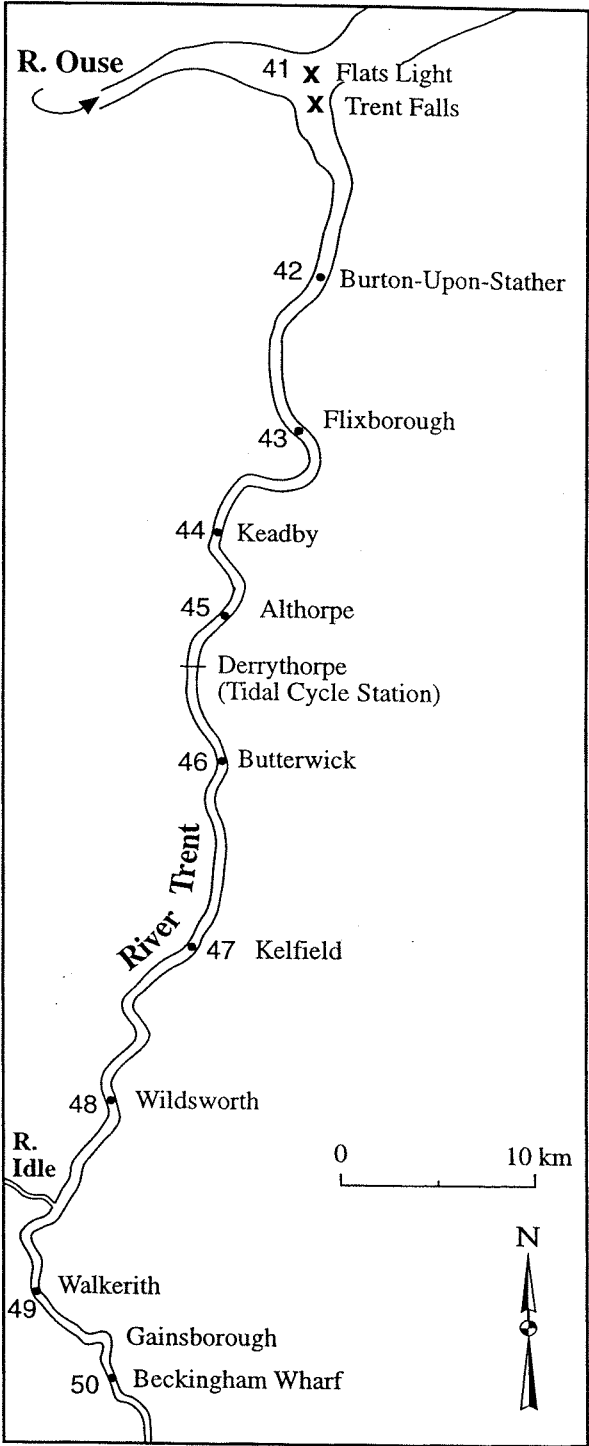 R. Ouse
41 x Flats Light
x Trent Falls
42 Burton-Upon-Stather
Flixborough
43
44 Keadby
45 Althorpe
Derrythorpe
(Tidal Cycle Station)
46 Butterwick
River Trent
47 Kelfield
48 Wildsworth
R.
Idle
0 10 km
N
Walkerith
49
Gainsborough
50 Beckingham Wharf